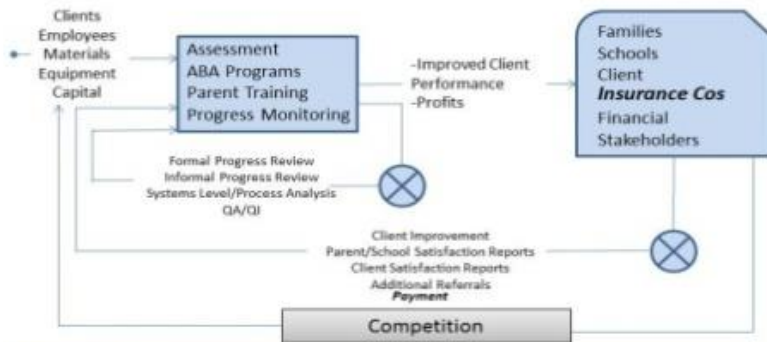 Clients
Employees
Materials
Equipment
Capital
Assessment
ABA Programs
Parent Training
Progress Monitoring
-Improved Client
Performance
-Profits
Families
Schools
Client
Insurance Cos
Financial
Stakeholders
Formal Progress Review
Informal Progress Review
Systems Level/Process Analysis
QA/QI
Client Improvement
Parent/School Satisfaction Reports
Client Satisfaction Reports
Additional Referrals
Payment
Competition